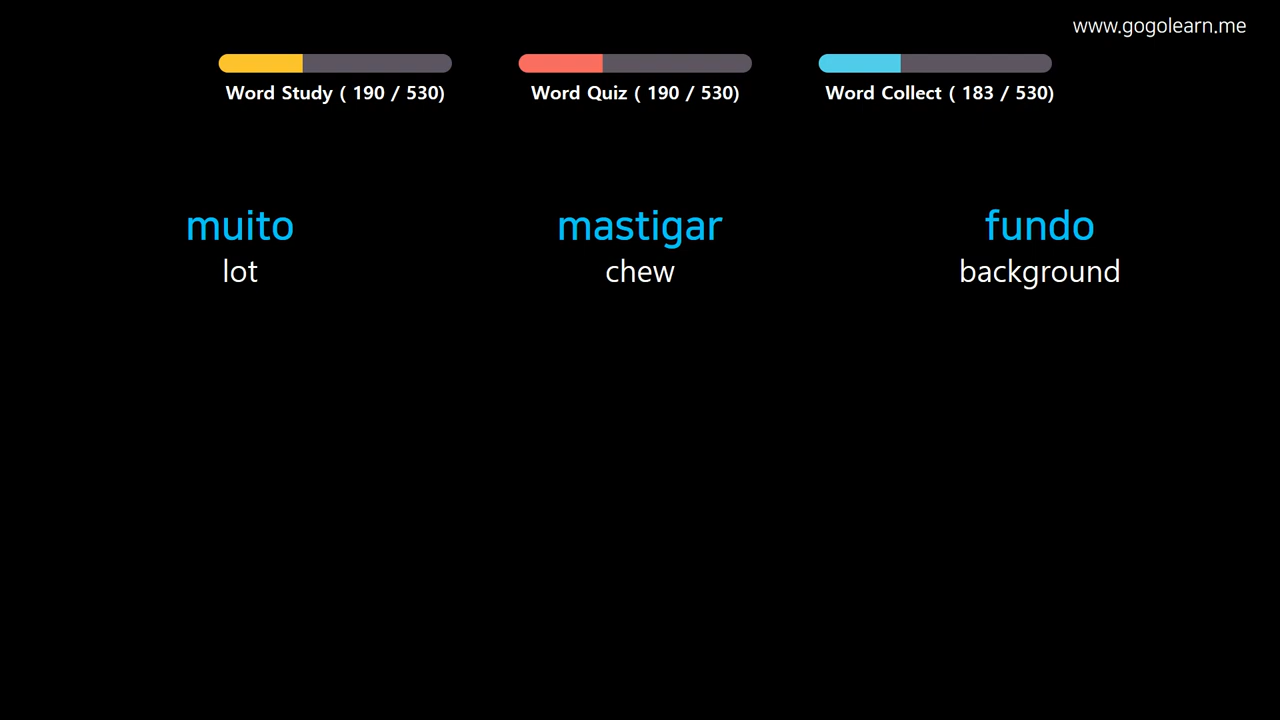 www.gogolearn.me
Word Study ( 190 / 530)
Word Quiz ( 190 / 530)
Word Collect ( 183 / 530)
muito
lot
mastigar
chew
fundo
background